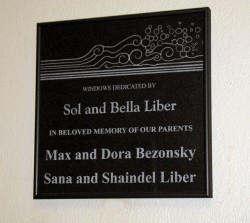 WINDOWS DEDICATED BY
Sol and Bella Liber
IN BELOVED MEMORY OF OUR PARENTS
Max and Dora Bezonsky
Sana and Shaindel Liber